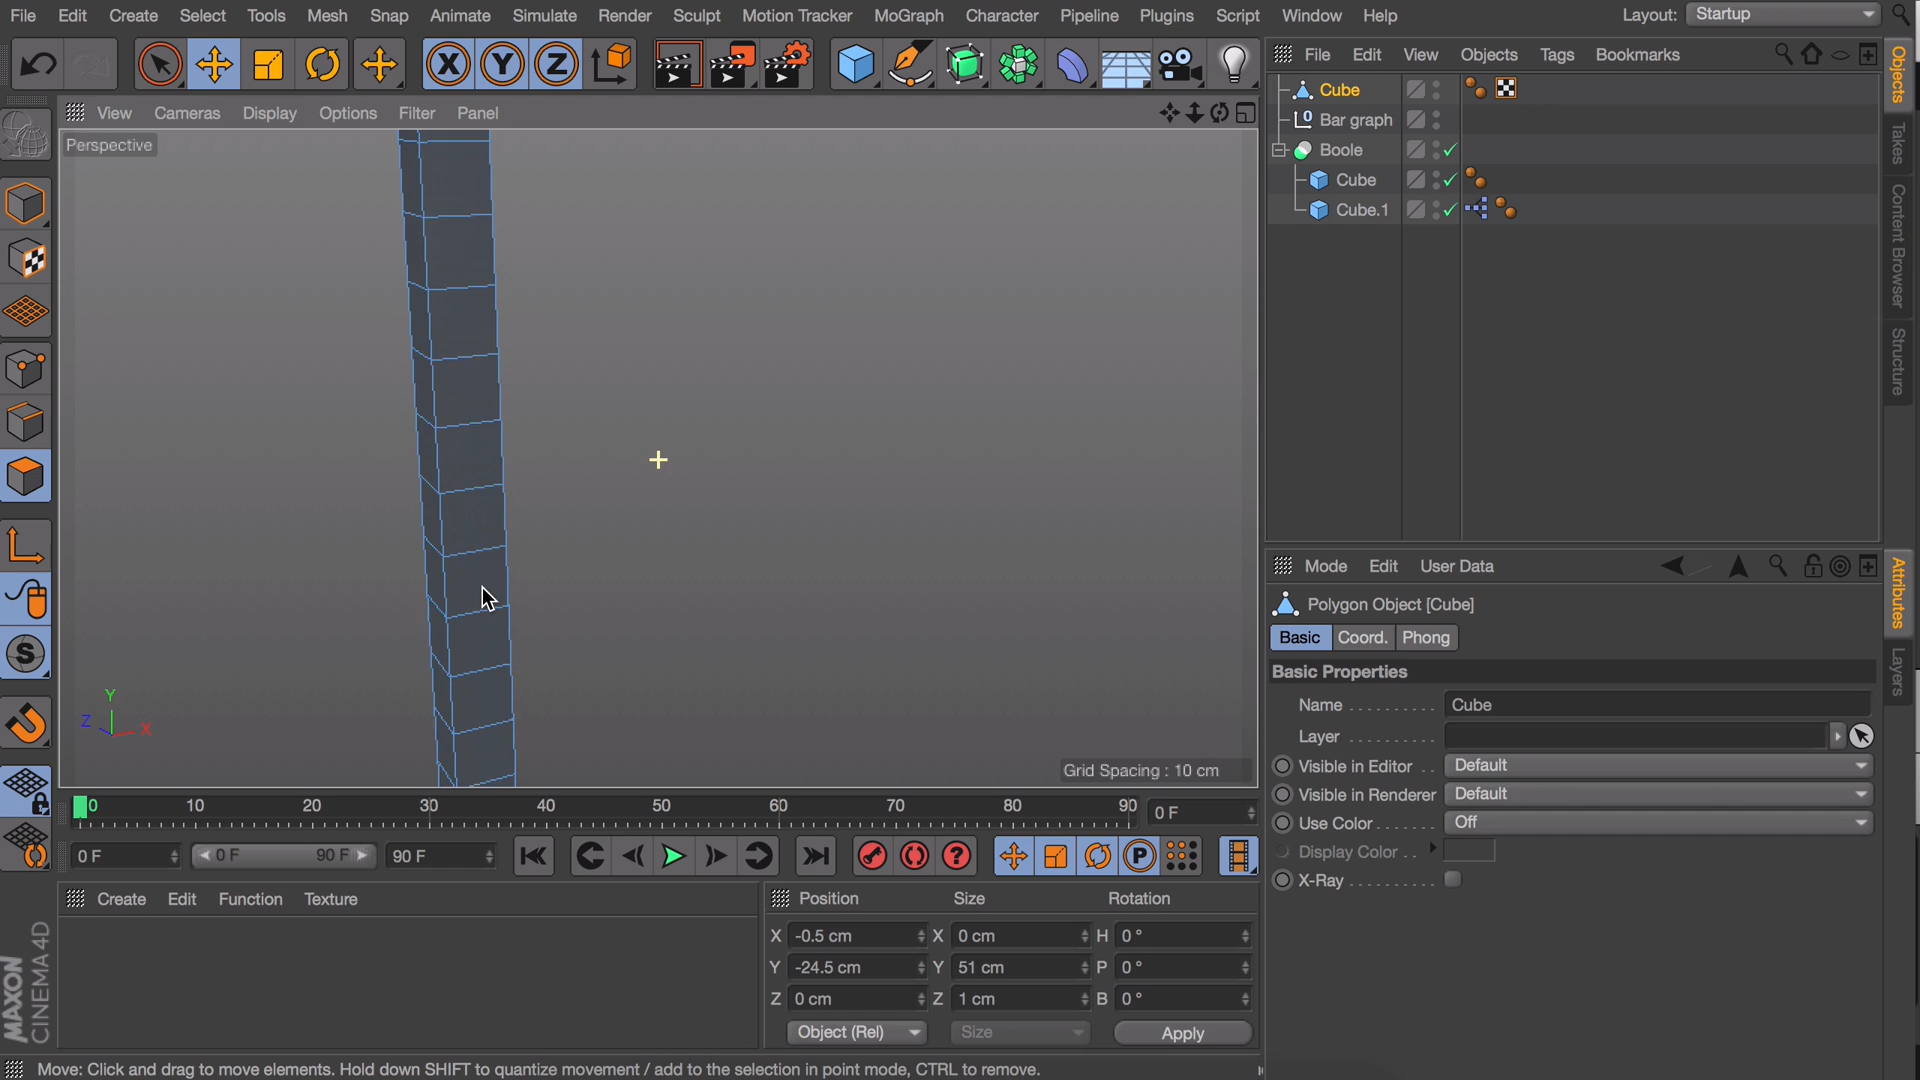 File Edit Create Select Tools Mesh Snap Animate Simulate Render Sculpt Motion Tracker MoGraph Character Pipeline Plugins Script Window Help Layout: Startup
X Y Z
File Edit View Objects Tags Bookmarks
View Cameras Display Options Filter Panel
Perspective
Cube
Bar graph
Boole
Cube
Cube.1
Objects
Takes
Content Browser
Structure
Y
Z X
Grid Spacing : 10 cm
Mode Edit User Data
Polygon Object [Cube]
Basic Coord. Phong
Basic Properties
Name Cube
Layer
Visible in Editor Default
Visible in Renderer Default
Use Color Off
Display Color
X-Ray
Attributes
Layers
0 10 20 30 40 50 60 70 80 90 0 F
0 F 0 F 90 F 90 F
P
Create Edit Function Texture
Position Size Rotation
X -0.5 cm X 0 cm H 0 °
Y -24.5 cm Y 51 cm P 0 °
Z 0 cm Z 1 cm B 0 °
Object (Rel) Size Apply
MAXON
CINEMA 4D
Move: Click and drag to move elements. Hold down SHIFT to quantize movement / add to the selection in point mode, CTRL to remove.